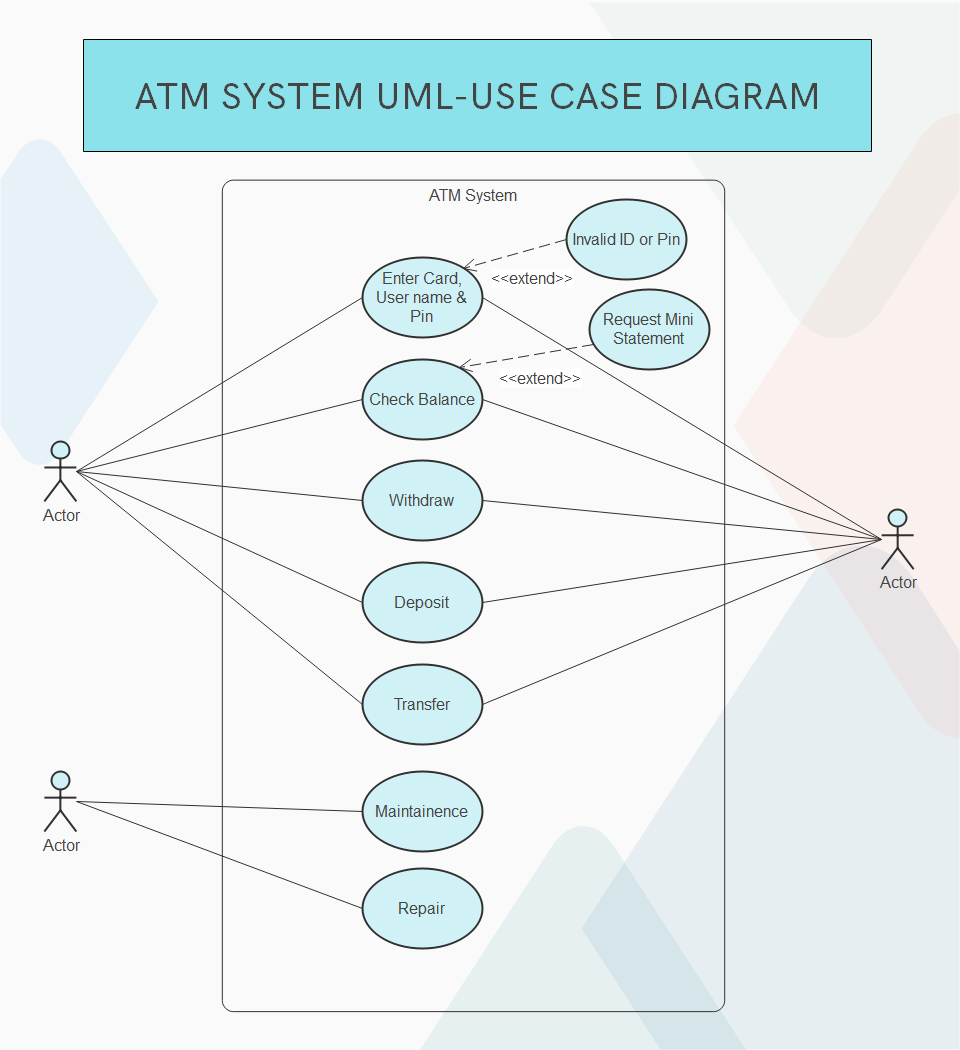 ATM SYSTEM UML-USE CASE DIAGRAM
ATM System
Invalid ID or Pin
<<extend>>
Enter Card,
User name &
Pin
Request Mini
Statement
<<extend>>
Check Balance
Withdraw
Actor
Actor
Deposit
Transfer
Maintainence
Actor
Repair